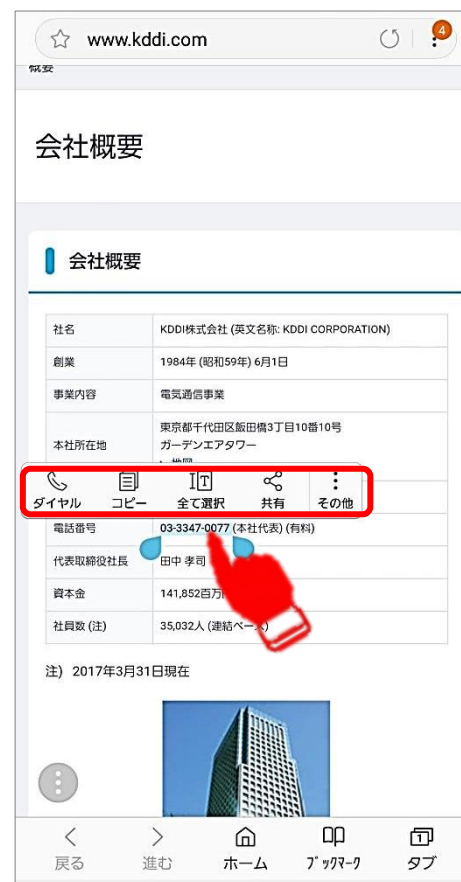 www.kddi.com
4
概要
会社概要
会社概要
社名 KDDI株式会社 (英文名称: KDDI CORPORATION)
創業 1984年 (昭和59年) 6月1日
事業内容 電気通信事業
本社所在地 東京都千代田区飯田橋3丁目10番10号
ガーデンエアタワー
ダイヤル コピー 全て選択 共有 その他
電話番号 03-3347-0077 (本社代表) (有料)
代表取締役社長 田中 孝司
資本金 141,852百万
社員数 (注) 35,032人 (連結ベース)
注) 2017年3月31日現在
戻る 進む ホーム ブックマーク タブ
1